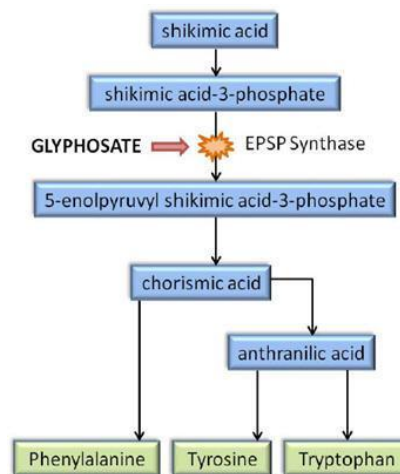 shikimic acid
shikimic acid-3-phosphate
GLYPHOSATE EPSP Synthase
5-enolpyruvyl shikimic acid-3-phosphate
chorismic acid
anthranilic acid
Phenylalanine Tyrosine Tryptophan